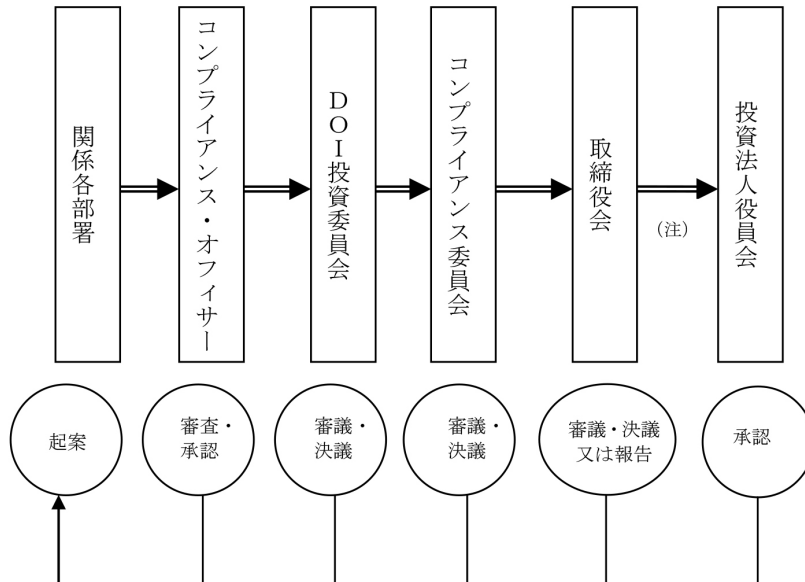 関係各部署
コンプライアンス・オフィサー
DOI投資委員会
コンプライアンス委員会
取締役会
（注）
投資法人役員会
起案
審査・
承認
審議・
決議
審議・
決議
審議・決議
又は報告
承認